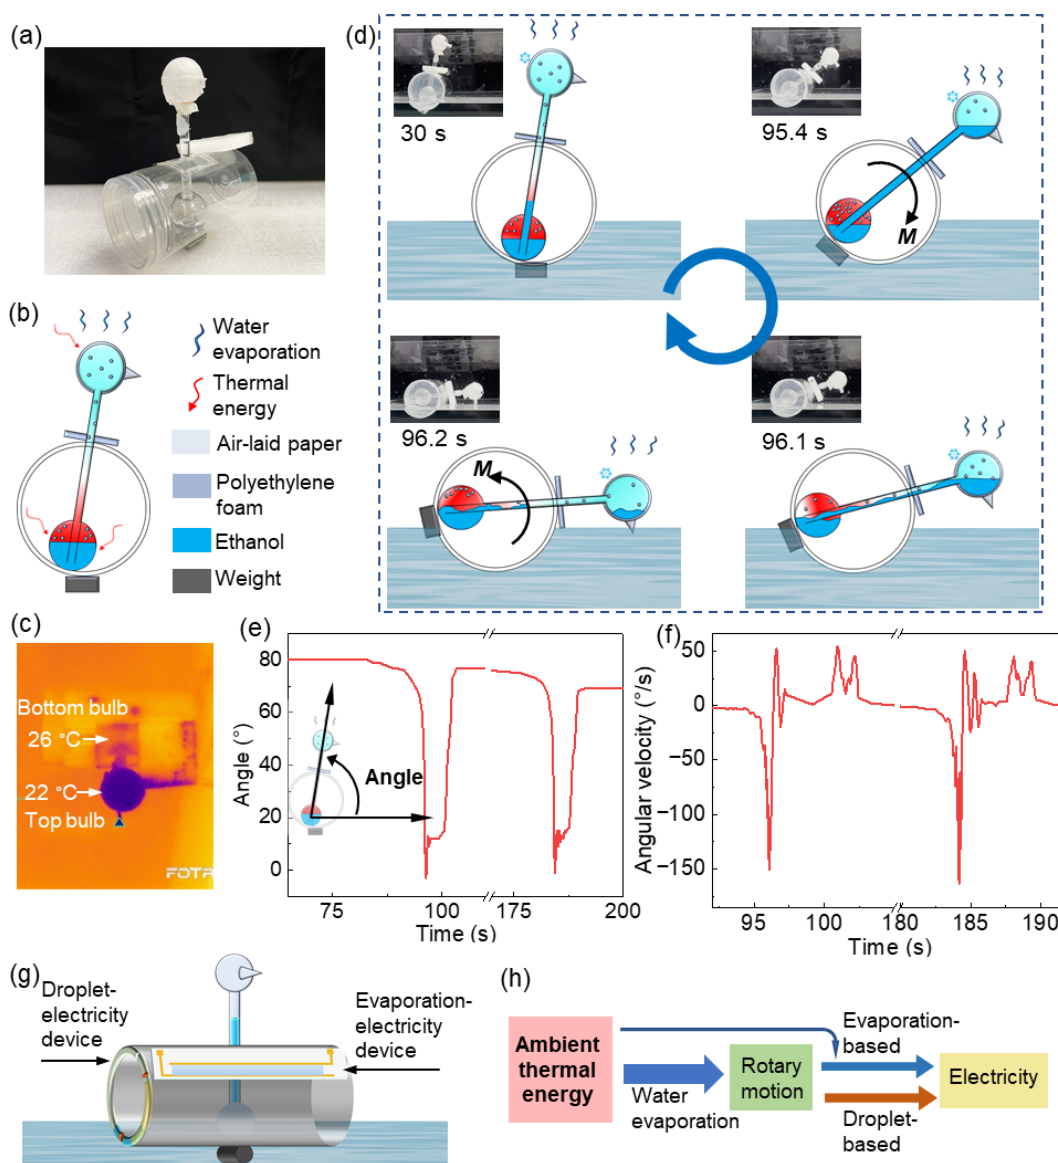 (a)
(b)
Water
evaporation
Thermal
energy
Air-laid paper
Polyethylene
foam
Ethanol
Weight
(c)
Bottom bulb
26 °C
22 °C
Top bulb
FOTR
(d)
30 s
95.4 s
M
96.2 s
M
96.1 s
(e)
Angle (°)
100
80
60
40
20
0
75
100
175
200
Time (s)
Angle
(f)
Angular velocity (°/s)
50
0
−50
−100
−150
95
100
180
185
190
Time (s)
(g)
Droplet-
electricity
device
Evaporation-
electricity
device
(h)
Ambient
thermal
energy
Water
evaporation
Rotary
motion
Evaporation-
based
Droplet-
based
Electricity